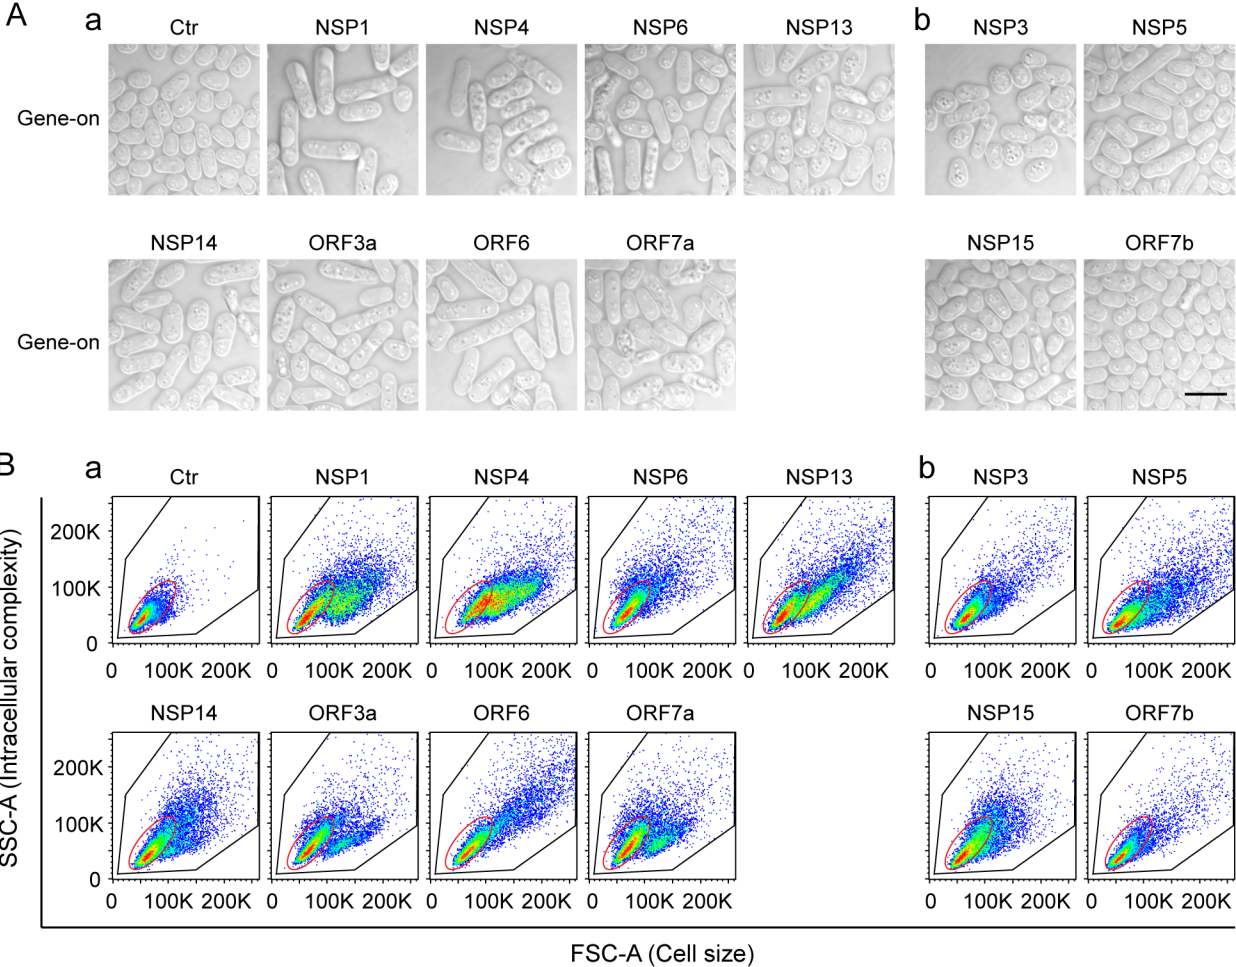 A a Ctr NSP1 NSP4 NSP6 NSP13 b NSP3 NSP5
Gene-on
NSP14 ORF3a ORF6 ORF7a NSP15 ORF7b
Gene-on
B a Ctr NSP1 NSP4 NSP6 NSP13 b NSP3 NSP5
200K
100K
0
0 100K 200K 0 100K 200K 0 100K 200K 0 100K 200K 0 100K 200K 0 100K 200K 0 100K 200K
NSP14 ORF3a ORF6 ORF7a NSP15 ORF7b
200K
100K
0
0 100K 200K 0 100K 200K 0 100K 200K 0 100K 200K 0 100K 200K 0 100K 200K
SSC-A (Intracellular complexity)
FSC-A (Cell size)